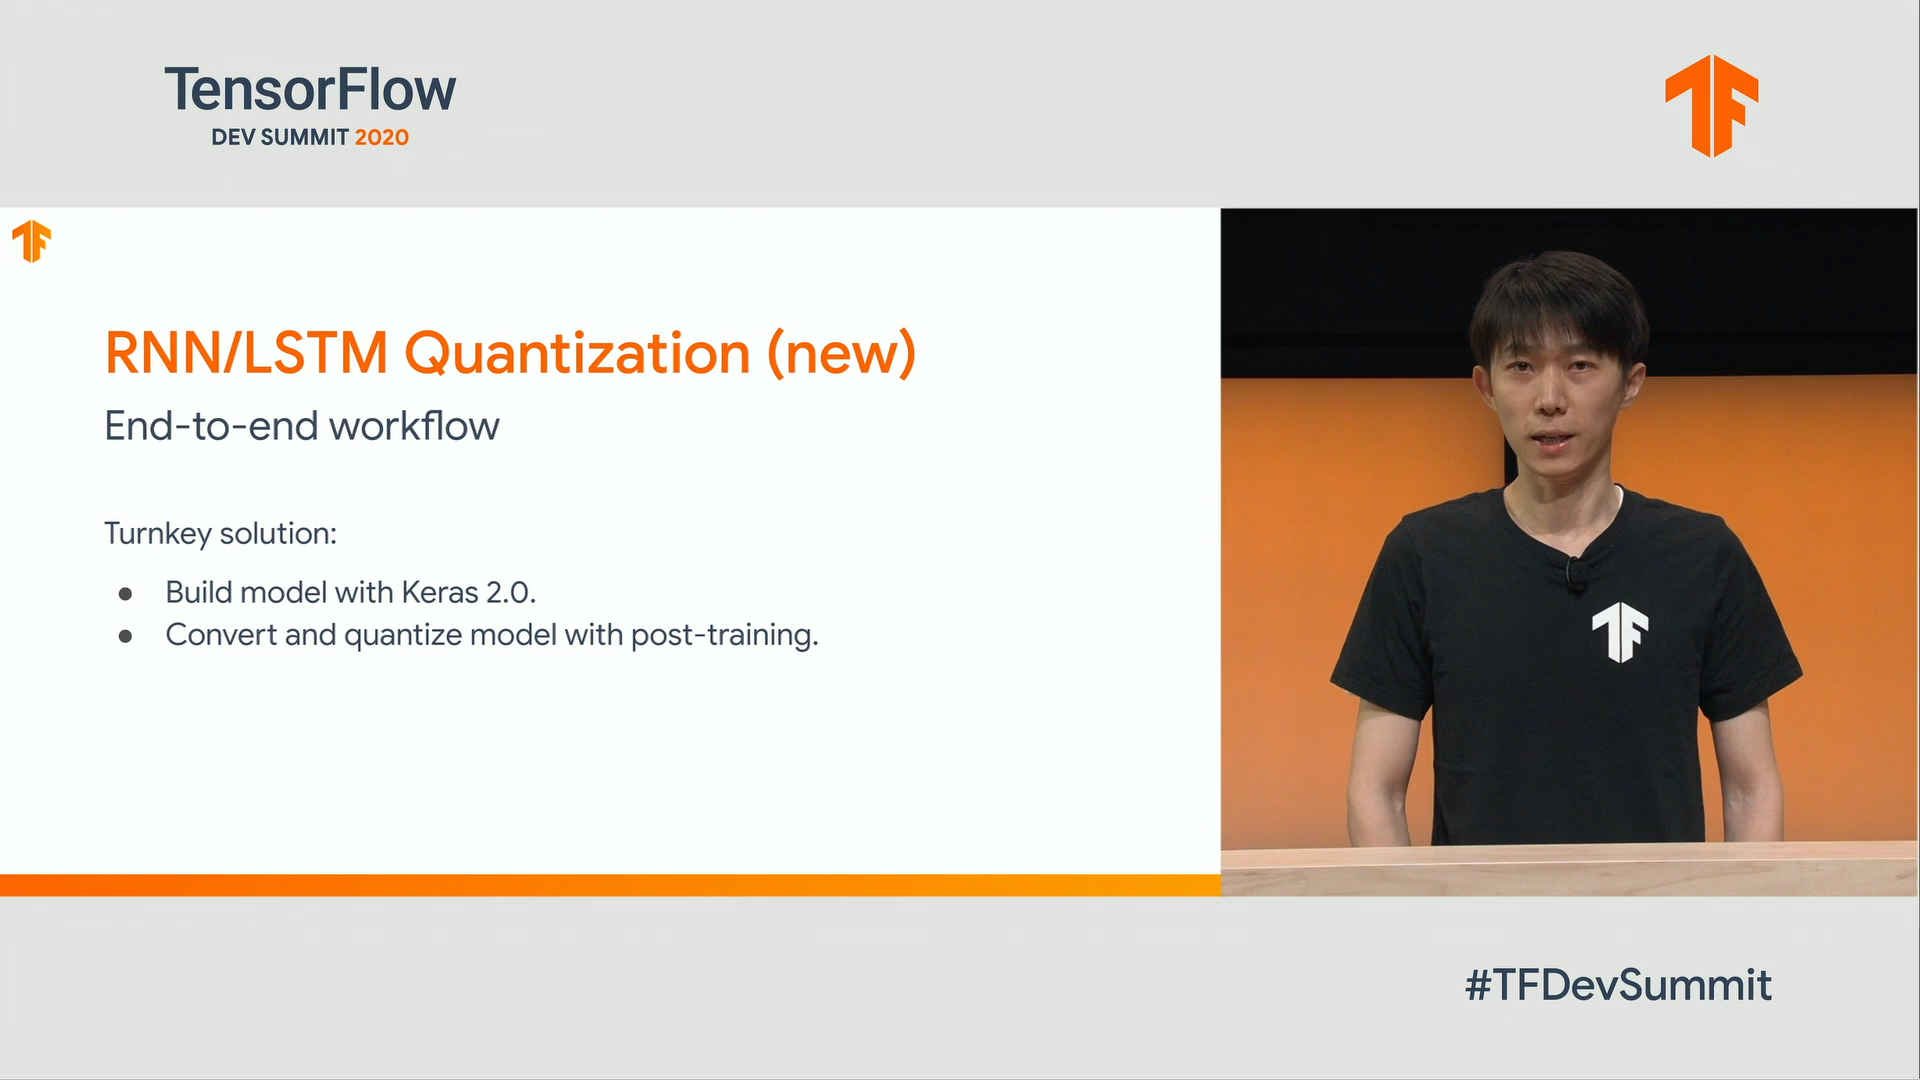 TensorFlow
DEV SUMMIT 2020
RNN/LSTM Quantization (new)
End-to-end workflow
Turnkey solution:
● Build model with Keras 2.0.
● Convert and quantize model with post-training.
#TFDevSummit